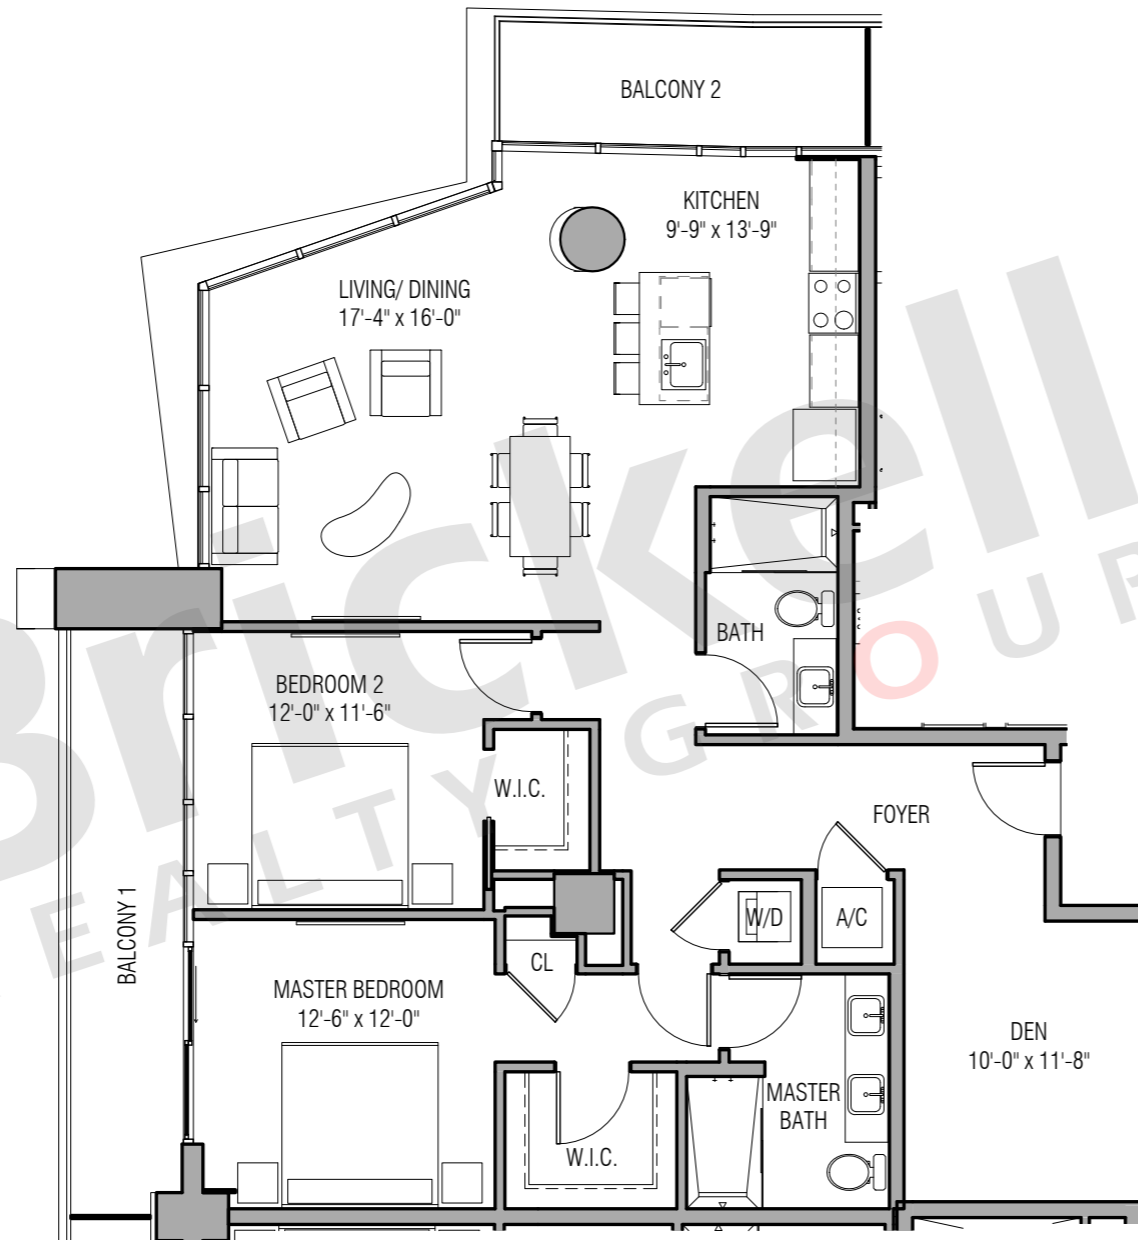 BALCONY 2
KITCHEN
9'-9" x 13'-9"
LIVING/ DINING
17'-4" x 16'-0"
BATH
BEDROOM 2
12'-0" x 11'-6"
W.I.C.
FOYER
BALCONY 1
W/D
A/C
CL
MASTER BEDROOM
12'-6" x 12'-0"
DEN
10'-0" x 11'-8"
MASTER
BATH
W.I.C.
Brickell
EALTY GROUP